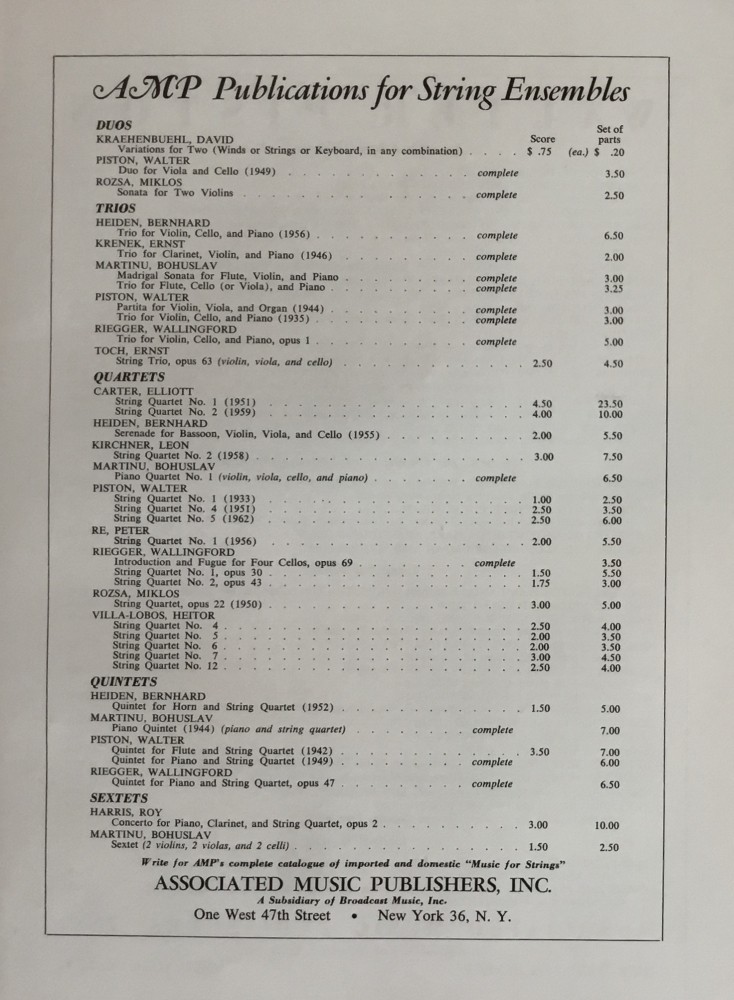 AMP Publications for String Ensembles
DUOS
Score Set of parts
KRAEHENBUEHL, DAVID
Variations for Two (Winds or Strings or Keyboard, in any combination) . . . . $ .75 (ea.) $ .20
PISTON, WALTER
Duo for Viola and Cello (1949) . . . . . . . . . . . . . complete 3.50
ROZSA, MIKLOS
Sonata for Two Violins . . . . . . . . . . . . . complete 2.50
TRIOS
HEIDEN, BERNHARD
Trio for Violin, Cello, and Piano (1956) . . . . . . . . . . . complete 6.50
KRENEK, ERNST
Trio for Clarinet, Violin, and Piano (1946) . . . . . . . . . . complete 2.00
MARTINU, BOHUSLAV
Madrigal Sonata for Flute, Violin, and Piano . . . . . . . . . complete 3.00
Trio for Flute, Cello (or Viola), and Piano . . . . . . . . . . complete 3.25
PISTON, WALTER
Partita for Violin, Viola, and Organ (1944) . . . . . . . . . . complete 3.00
Trio for Violin, Cello, and Piano (1935) . . . . . . . . . . . complete 3.00
RIEGGER, WALLINGFORD
Trio for Violin, Cello, and Piano, opus 1 . . . . . . . . . . . complete 5.00
TOCH, ERNST
String Trio, opus 63 (violin, viola, and cello) . . . . . . . . . . . . 2.50 4.50
QUARTETS
CARTER, ELLIOTT
String Quartet No. 1 (1951) . . . . . . . . . . . . . . . . . 4.50 23.50
String Quartet No. 2 (1959) . . . . . . . . . . . . . . . . . 4.00 10.00
HEIDEN, BERNHARD
Serenade for Bassoon, Violin, Viola, and Cello (1955) . . . . . . . . . 2.00 5.50
KIRCHNER, LEON
String Quartet No. 2 (1958) . . . . . . . . . . . . . . . . . 3.00 7.50
MARTINU, BOHUSLAV
Piano Quartet No. 1 (violin, viola, cello, and piano) . . . . . . . complete 6.50
PISTON, WALTER
String Quartet No. 1 (1933) . . . . . . . . . . . . . . . . . 1.00 2.50
String Quartet No. 4 (1951) . . . . . . . . . . . . . . . . . 2.50 3.50
String Quartet No. 5 (1962) . . . . . . . . . . . . . . . . . 2.50 6.00
RE, PETER
String Quartet No. 1 (1956) . . . . . . . . . . . . . . . . . 2.00 5.50
RIEGGER, WALLINGFORD
Introduction and Fugue for Four Cellos, opus 69 . . . . . . . . complete 3.50
String Quartet No. 1, opus 30 . . . . . . . . . . . . . . . . . 1.50 5.50
String Quartet No. 2, opus 43 . . . . . . . . . . . . . . . . . 1.75 3.00
ROZSA, MIKLOS
String Quartet, opus 22 (1950) . . . . . . . . . . . . . . . . . 3.00 5.00
VILLA-LOBOS, HEITOR
String Quartet No. 4 . . . . . . . . . . . . . . . . . . . . 2.50 4.00
String Quartet No. 5 . . . . . . . . . . . . . . . . . . . . 2.00 3.50
String Quartet No. 6 . . . . . . . . . . . . . . . . . . . . 2.00 3.50
String Quartet No. 7 . . . . . . . . . . . . . . . . . . . . 3.00 4.50
String Quartet No. 12 . . . . . . . . . . . . . . . . . . . . 2.50 4.00
QUINTETS
HEIDEN, BERNHARD
Quintet for Horn and String Quartet (1952) . . . . . . . . . . . . 1.50 5.00
MARTINU, BOHUSLAV
Piano Quintet (1944) (piano and string quartet) . . . . . . . . complete 7.00
PISTON, WALTER
Quintet for Flute and String Quartet (1942) . . . . . . . . . . . . 3.50 7.00
Quintet for Piano and String Quartet (1949) . . . . . . . . . complete 6.00
RIEGGER, WALLINGFORD
Quintet for Piano and String Quartet, opus 47 . . . . . . . . . complete 6.50
SEXTETS
HARRIS, ROY
Concerto for Piano, Clarinet, and String Quartet, opus 2 . . . . . . . . . 3.00 10.00
MARTINU, BOHUSLAV
Sextet (2 violins, 2 violas, and 2 celli) . . . . . . . . . . . . . . 1.50 2.50
Write for AMP's complete catalogue of imported and domestic "Music for Strings"
ASSOCIATED MUSIC PUBLISHERS, INC.
A Subsidiary of Broadcast Music, Inc.
One West 47th Street • New York 36, N. Y.